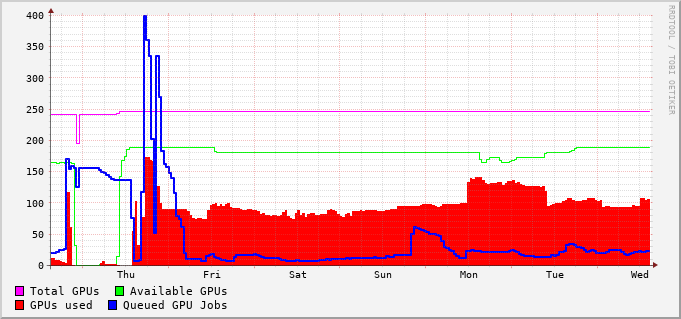 400
350
300
250
200
150
100
50
0
Thu Fri Sat Sun Mon Tue Wed
Total GPUs Available GPUs
GPUs used Queued GPU Jobs
RRDTOOL / TOBI OETIKER